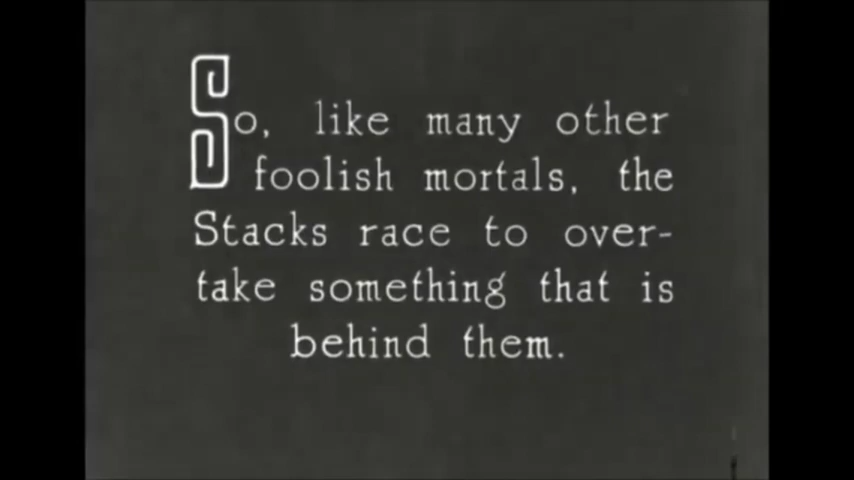 So, like many other
foolish mortals, the
Stacks race to over-
take something that is
behind them.